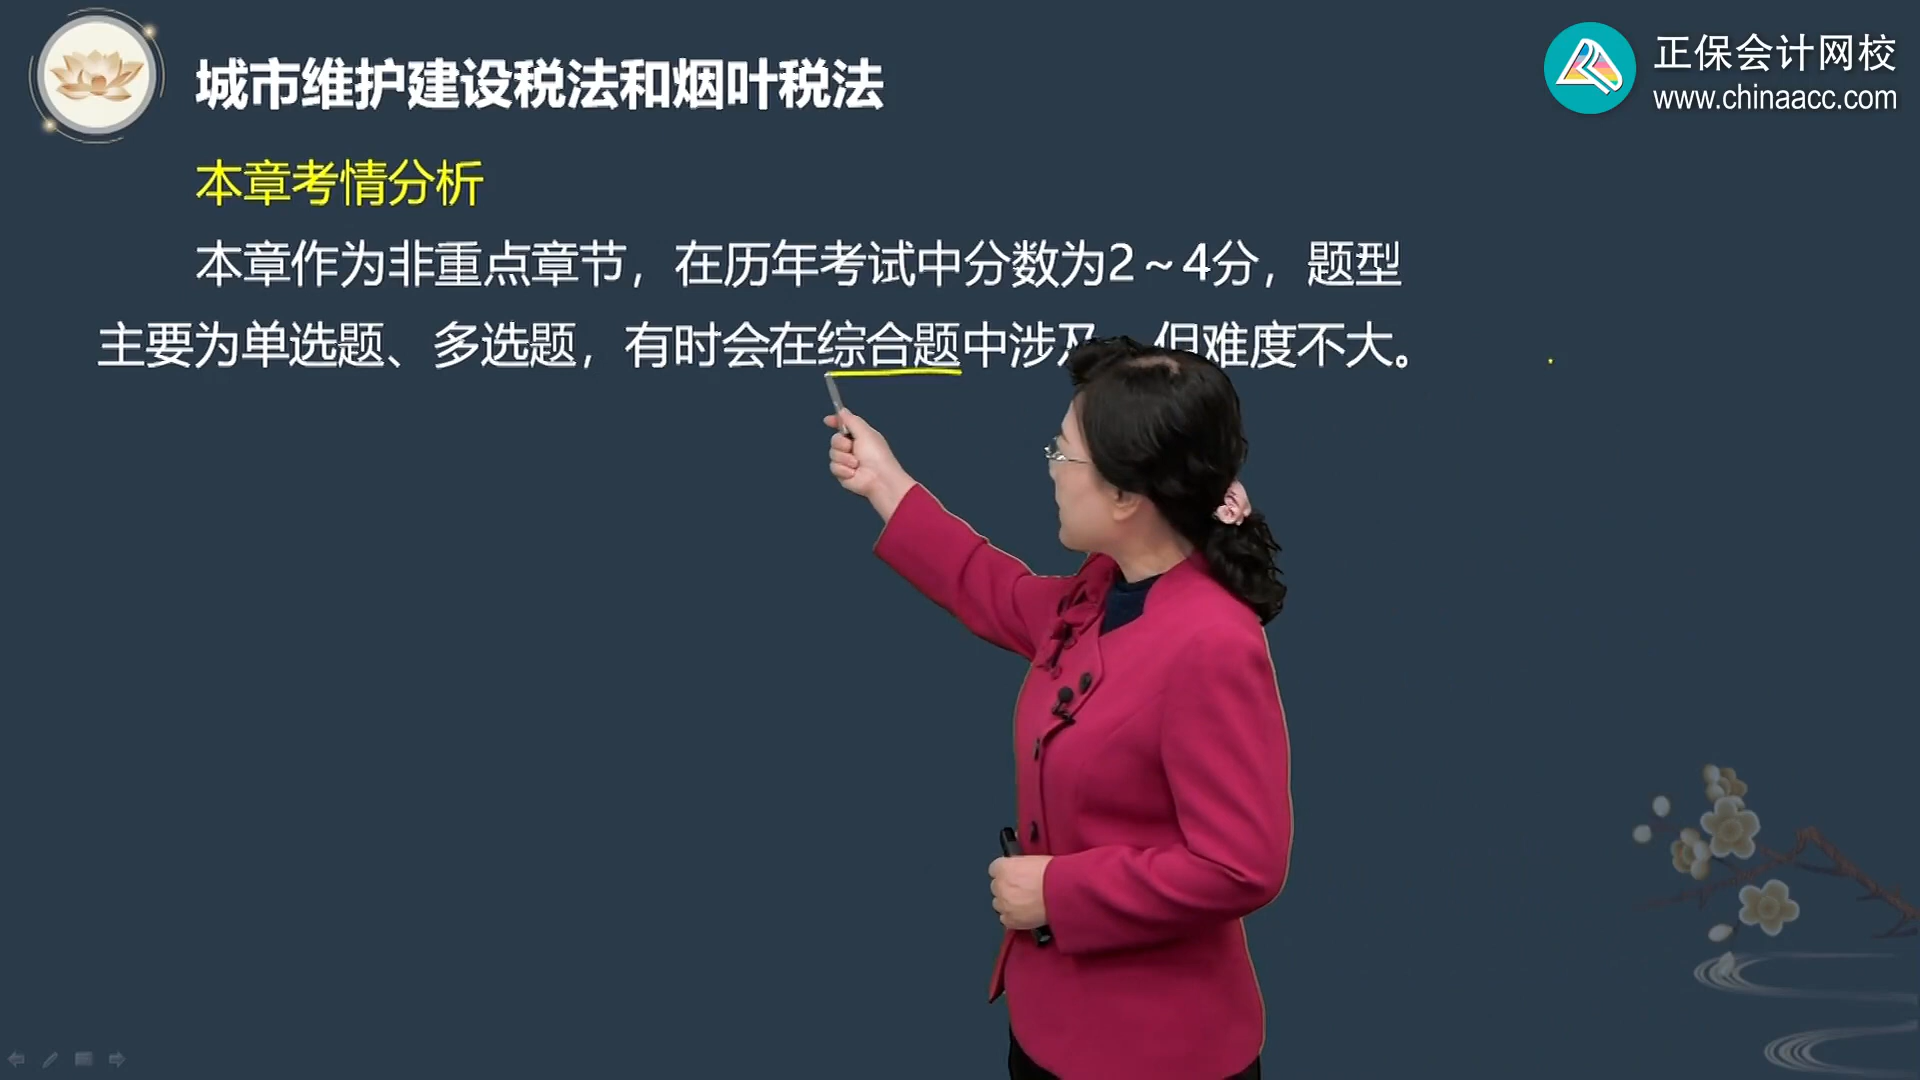 城市维护建设税法和烟叶税法
正保会计网校
www.chinaacc.com
本章考情分析
本章作为非重点章节，在历年考试中分数为2～4分，题型
主要为单选题、多选题，有时会在综合题中涉及 但难度不大。